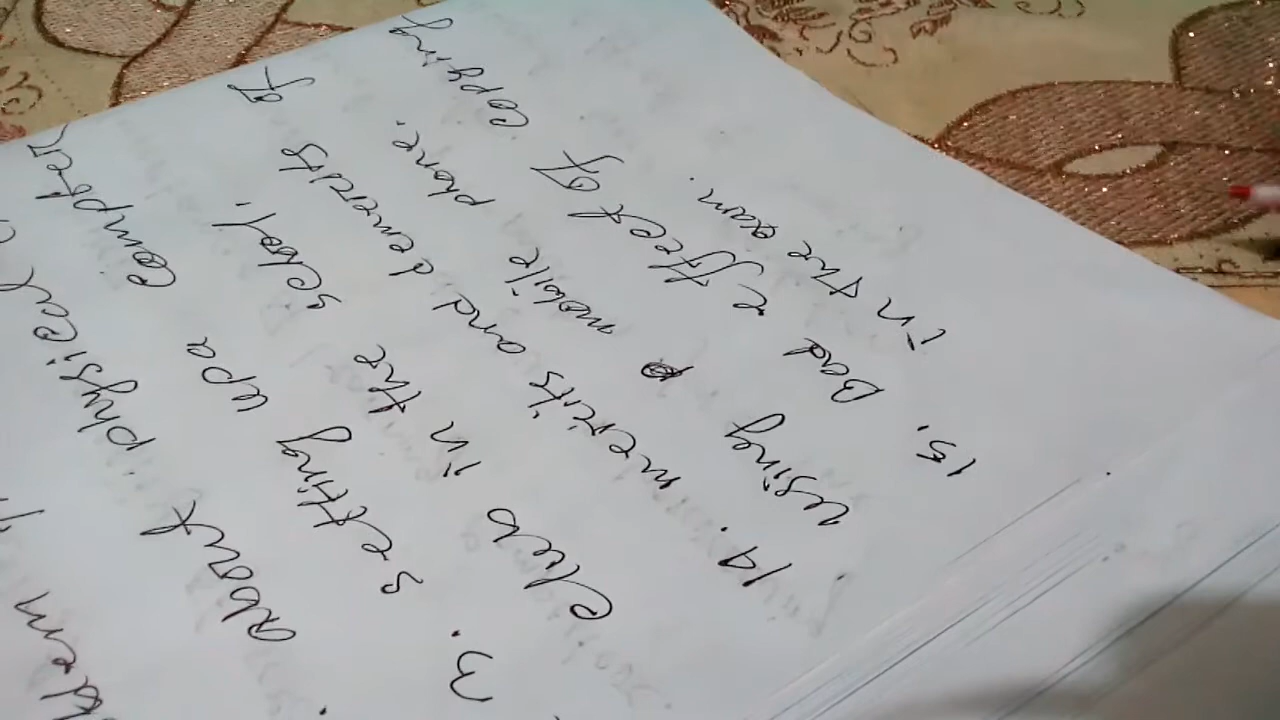 about physical
3. setting up a Compter
club in the school.
14. merits and demerits of
using mobile phone.
15. Bad effect of copying
in the exam.